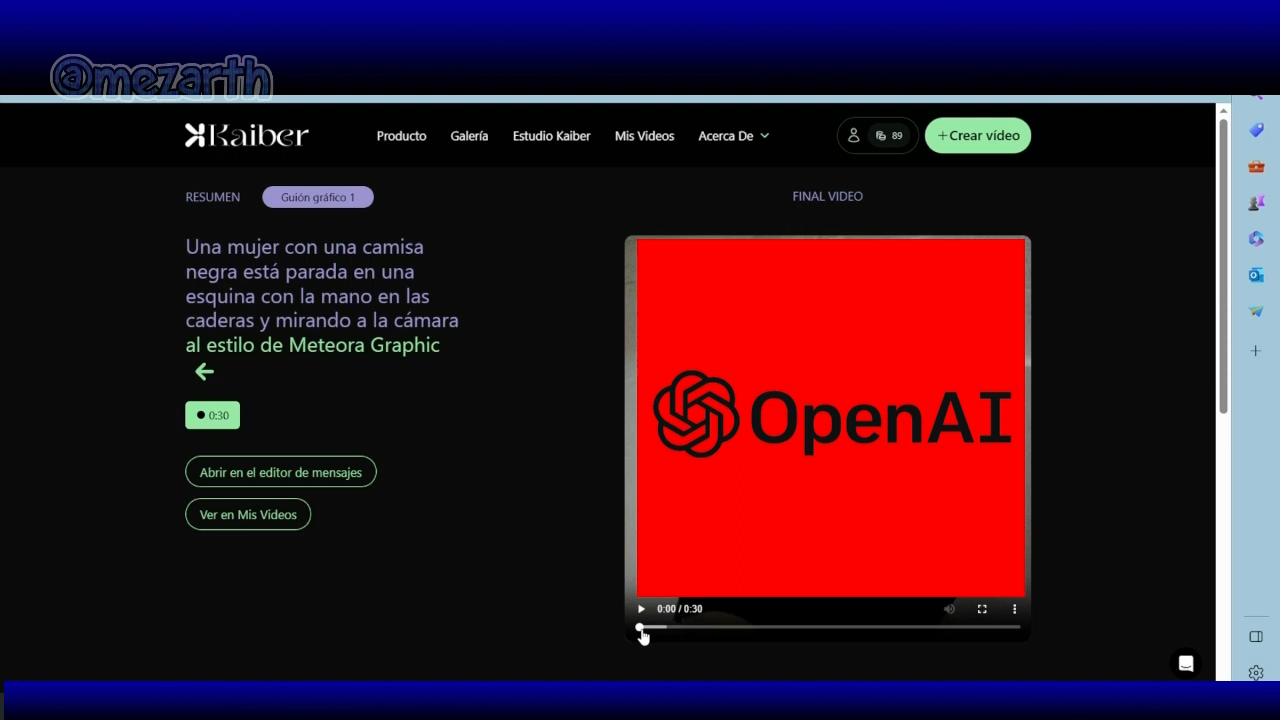 @mezarth
Kaiber
Producto
Galería
Estudio Kaiber
Mis Videos
Acerca De
89
+Crear vídeo
RESUMEN
Guión gráfico 1
FINAL VIDEO
Una mujer con una camisa
negra está parada en una
esquina con la mano en las
caderas y mirando a la cámara
al estilo de Meteora Graphic
0:30
Abrir en el editor de mensajes
Ver en Mis Videos
OpenAI
0:00 / 0:30